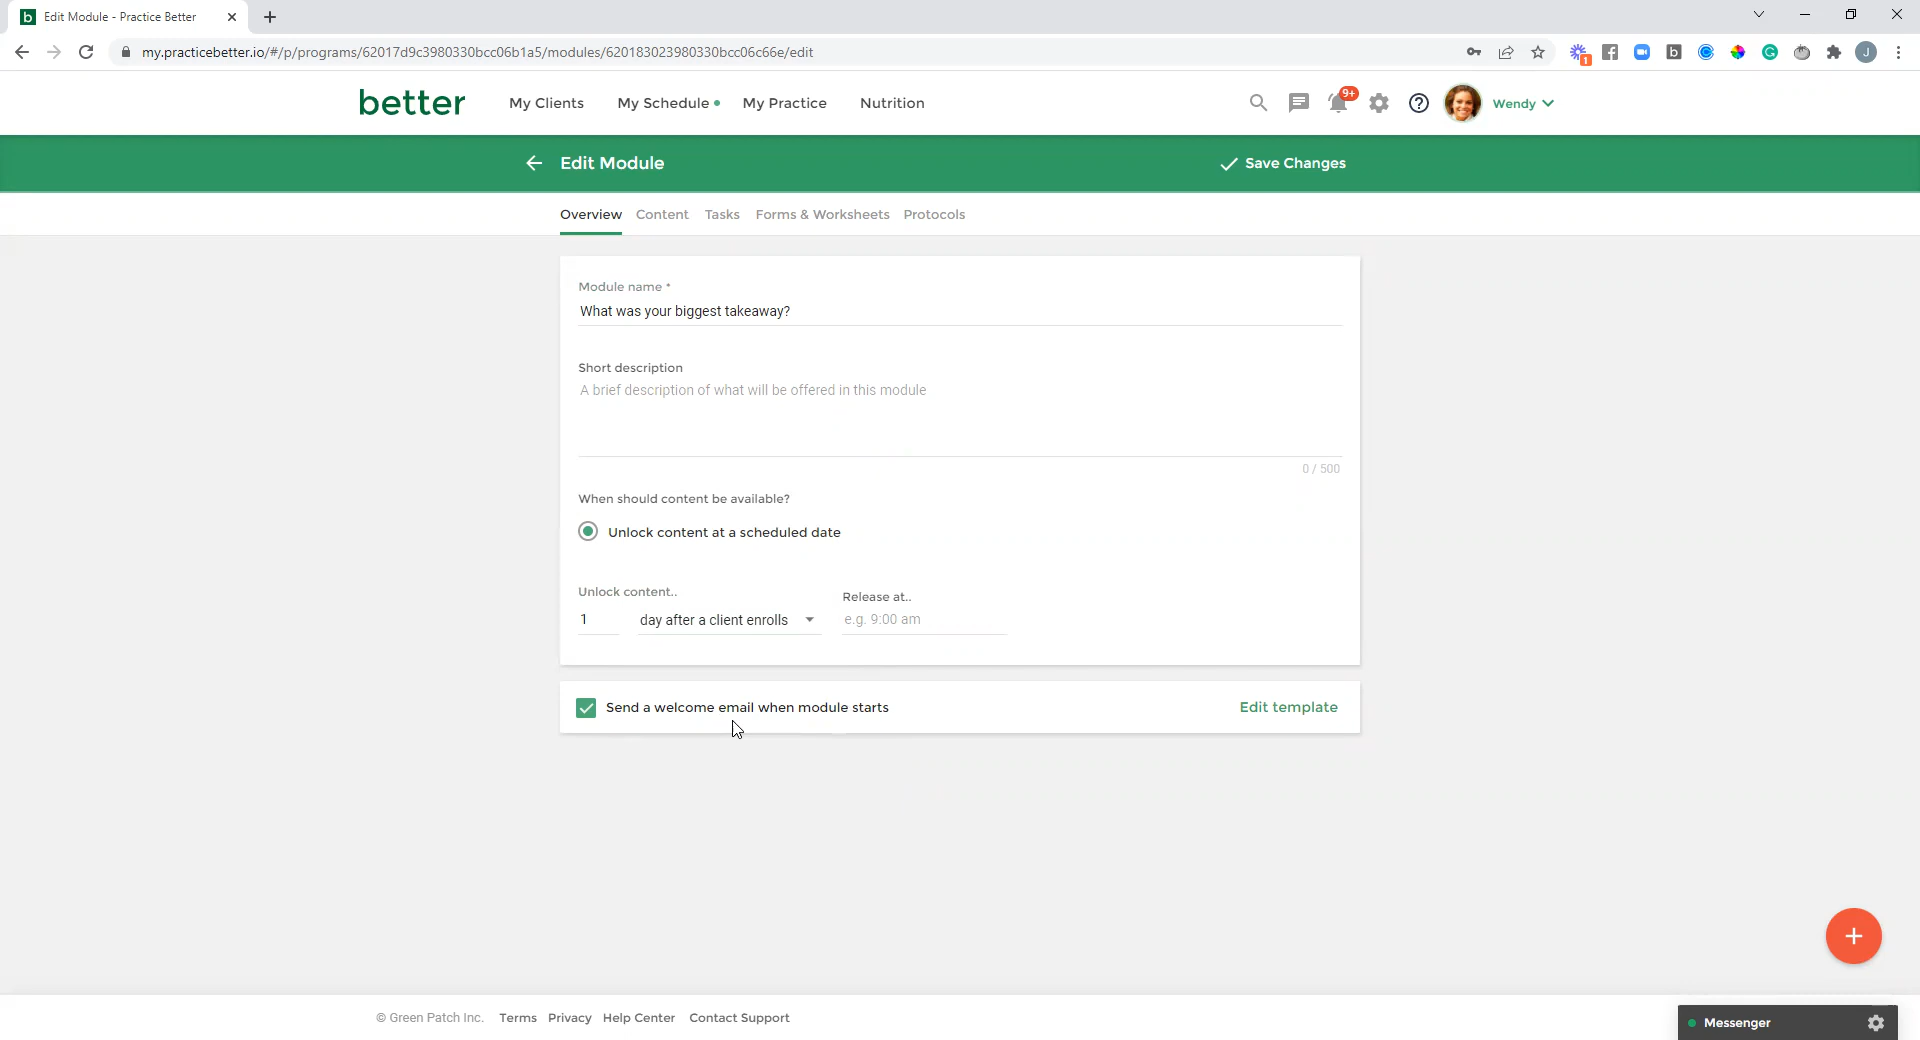 b Edit Module - Practice Better
my.practicebetter.io/#/p/programs/62017d9c3980330bcc06b1a5/modules/620183023980330bcc06c66e/edit
1
b
G
J
better
My Clients
My Schedule
My Practice
Nutrition
9+
Wendy
Edit Module
Save Changes
Overview
Content
Tasks
Forms & Worksheets
Protocols
Module name *
What was your biggest takeaway?
Short description
A brief description of what will be offered in this module
0 / 500
When should content be available?
Unlock content at a scheduled date
Unlock content..
Release at..
1
day after a client enrolls
e.g. 9:00 am
Send a welcome email when module starts
Edit template
© Green Patch Inc.
Terms
Privacy
Help Center
Contact Support
Messenger